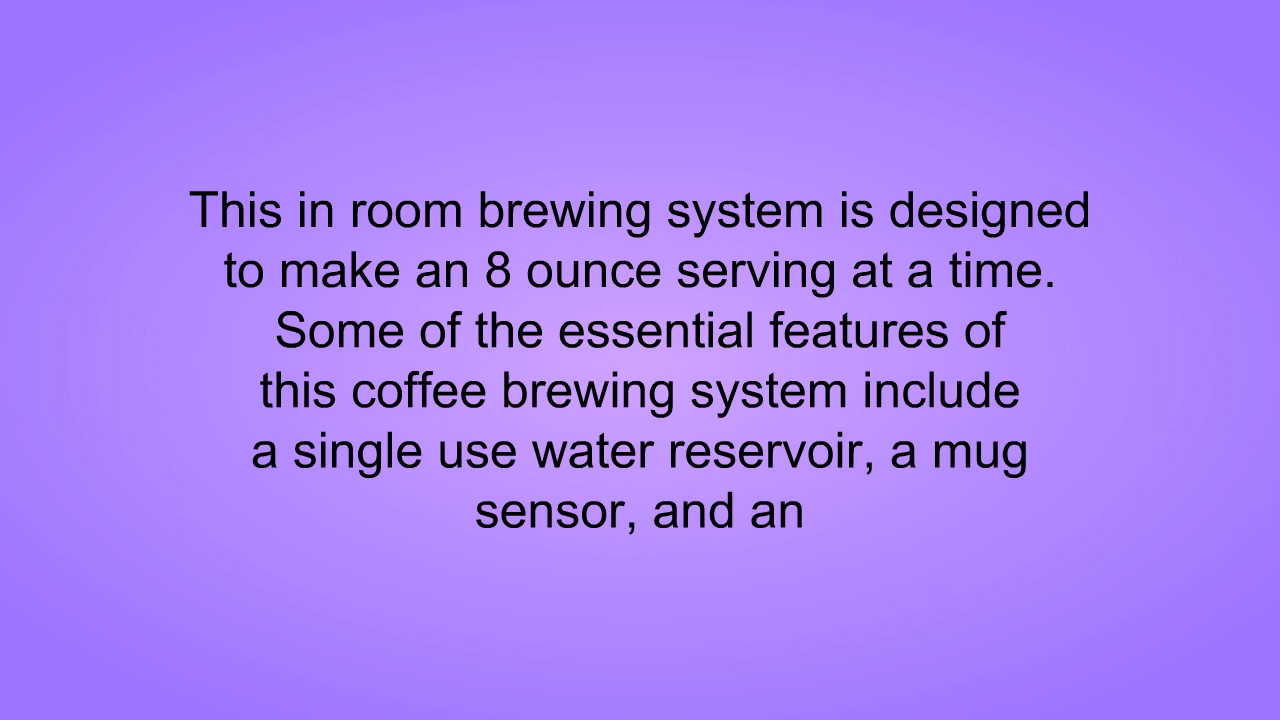 This in room brewing system is designed
to make an 8 ounce serving at a time.
Some of the essential features of
this coffee brewing system include
a single use water reservoir, a mug
sensor, and an